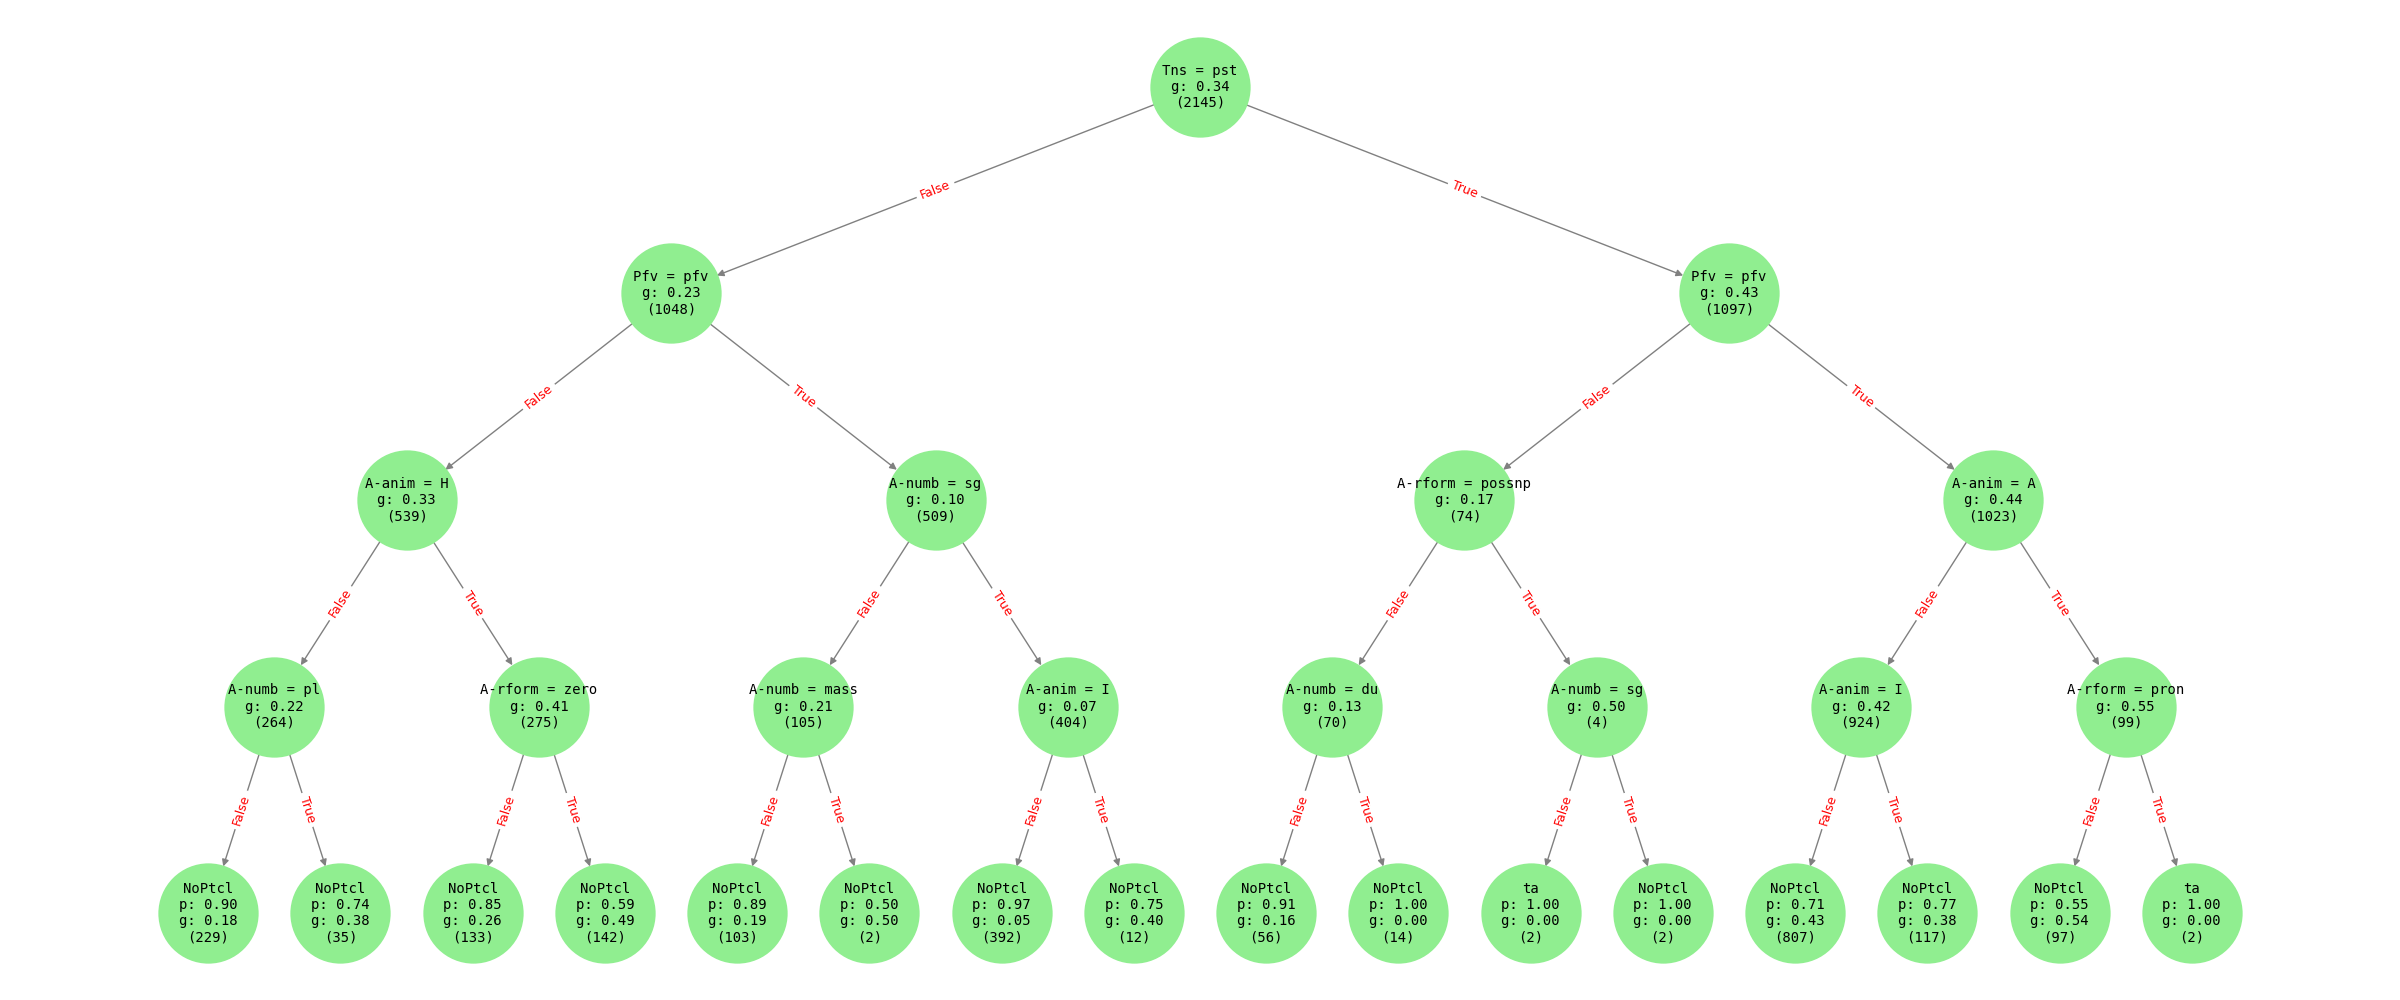 Tns = pst
g: 0.34
(2145)
False
True
Pfv = pfv
g: 0.23
(1048)
Pfv = pfv
g: 0.43
(1097)
False
True
False
True
A-anim = H
g: 0.33
(539)
A-numb = sg
g: 0.10
(509)
A-rform = possnp
g: 0.17
(74)
A-anim = A
g: 0.44
(1023)
False
True
False
True
False
True
False
True
A-numb = pl
g: 0.22
(264)
A-rform = zero
g: 0.41
(275)
A-numb = mass
g: 0.21
(105)
A-anim = I
g: 0.07
(404)
A-numb = du
g: 0.13
(70)
A-numb = sg
g: 0.50
(4)
A-anim = I
g: 0.42
(924)
A-rform = pron
g: 0.55
(99)
False
True
False
True
False
True
False
True
False
True
False
True
False
True
False
True
NoPtcl
p: 0.90
g: 0.18
(229)
NoPtcl
p: 0.74
g: 0.38
(35)
NoPtcl
p: 0.85
g: 0.26
(133)
NoPtcl
p: 0.59
g: 0.49
(142)
NoPtcl
p: 0.89
g: 0.19
(103)
NoPtcl
p: 0.50
g: 0.50
(2)
NoPtcl
p: 0.97
g: 0.05
(392)
NoPtcl
p: 0.75
g: 0.40
(12)
NoPtcl
p: 0.91
g: 0.16
(56)
NoPtcl
p: 1.00
g: 0.00
(14)
ta
p: 1.00
g: 0.00
(2)
NoPtcl
p: 1.00
g: 0.00
(2)
NoPtcl
p: 0.71
g: 0.43
(807)
NoPtcl
p: 0.77
g: 0.38
(117)
NoPtcl
p: 0.55
g: 0.54
(97)
ta
p: 1.00
g: 0.00
(2)